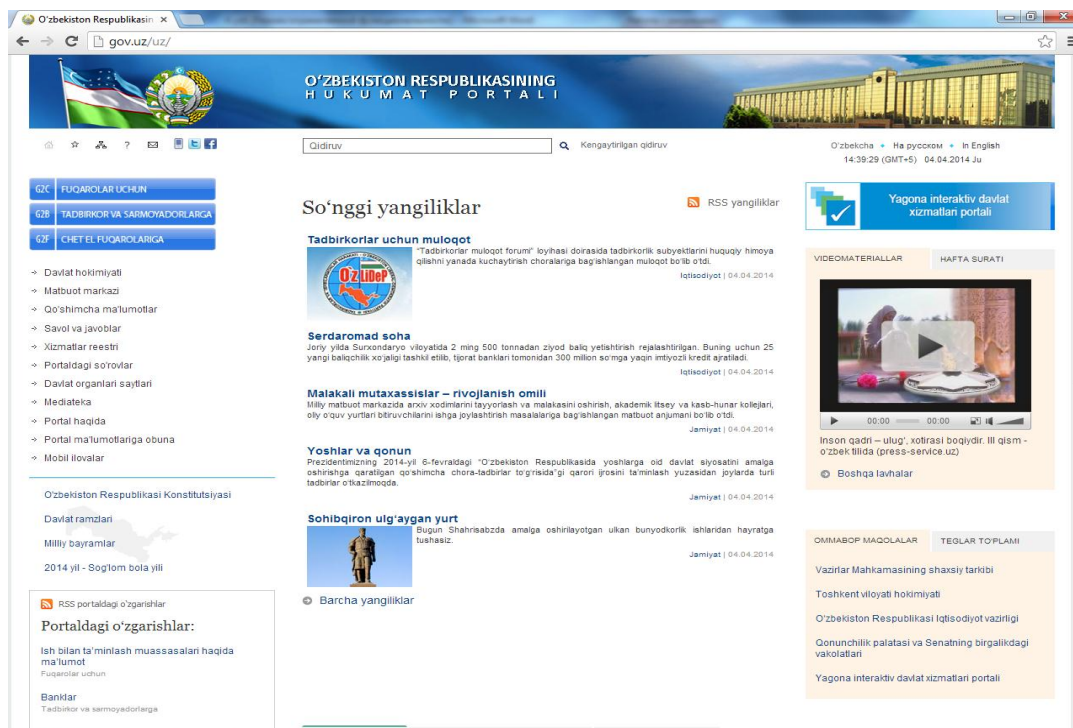 O'zbekiston Respublikasin
gov.uz/uz/
O'ZBEKISTON RESPUBLIKASINING
HUKUMAT PORTALI
Qidiruv
Kengaytirilgan qidiruv
O'zbekcha • На русском • In English
14:39:29 (GMT+5) 04.04.2014 Ju
G2C FUQAROLAR UCHUN
G2B TADBIRKOR VA SARMOYADORLARGA
G2F CHET EL FUQAROLARIGA
Davlat hokimiyati
Matbuot markazi
Qo'shimcha ma'lumotlar
Savol va javoblar
Xizmatlar reestri
Portaldagi so'rovlar
Davlat organlari saytlari
Mediateka
Portal haqida
Portal ma'lumotlariga obuna
Mobil ilovalar
O'zbekiston Respublikasi Konstitutsiyasi
Davlat ramzlari
Milliy bayramlar
2014 yil - Sog'lom bola yili
RSS portaldagi o'zgarishlar
Portaldagi o'zgarishlar:
Ish bilan ta'minlash muassasalari haqida
ma'lumot
Fuqarolar uchun
Banklar
Tadbirkor va sarmoyadorlarga
So'nggi yangiliklar
RSS yangiliklar
Tadbirkorlar uchun muloqot
"Tadbirkorlar muloqot forumi" loyihasi doirasida tadbirkorlik subyektlarini huquqiy himoya
qilishni yanada kuchaytirish choralariga bag'ishlangan muloqot bo'lib o'tdi.
O'zLiDeP
Iqtisodiyot | 04.04.2014
Serdaromad soha
Joriy yilda Surxondaryo viloyatida 2 ming 500 tonnadan ziyod baliq yetishtirish rejalashtirilgan. Buning uchun 25
yangi baliqchilik xo'jaligi tashkil etilib, tijorat banklari tomonidan 300 million so'mga yaqin imtiyozli kredit ajratiladi.
Iqtisodiyot | 04.04.2014
Malakali mutaxassislar – rivojlanish omili
Milliy matbuot markazida arxiv xodimlarini tayyorlash va malakasini oshirish, akademik litsey va kasb-hunar kollejlari,
oliy o'quv yurtlari bitiruvchilarini ishga joylashtirish masalalariga bag'ishlangan matbuot anjumani bo'lib o'tdi.
Jamiyat | 04.04.2014
Yoshlar va qonun
Prezidentimizning 2014-yil 6-fevraldagi "O'zbekiston Respublikasida yoshlarga oid davlat siyosatini amalga
oshirishga qaratilgan qo'shimcha chora-tadbirlar to'g'risida"gi qarori ijrosini ta'minlash yuzasidan joylarda turli
tadbirlar o'tkazilmoqda.
Jamiyat | 04.04.2014
Sohibqiron ulg'aygan yurt
Bugun Shahrisabzda amalga oshirilayotgan ulkan bunyodkorlik ishlaridan hayratga
tushasiz.
Jamiyat | 04.04.2014
Barcha yangiliklar
Yagona interaktiv davlat
xizmatlari portali
VIDEOMATERIALLAR
HAFTA SURATI
00:00 00:00
Inson qadri – ulug', xotirasi boqiydir. III qism -
o'zbek tilida (press-service.uz)
Boshqa lavhalar
OMMABOP MAQOLALAR
TEGLAR TO'PLAMI
Vazirlar Mahkamasining shaxsiy tarkibi
Toshkent viloyati hokimiyati
O'zbekiston Respublikasi Iqtisodiyot vazirligi
Qonunchilik palatasi va Senatning birgalikdagi
vakolatlari
Yagona interaktiv davlat xizmatlari portali